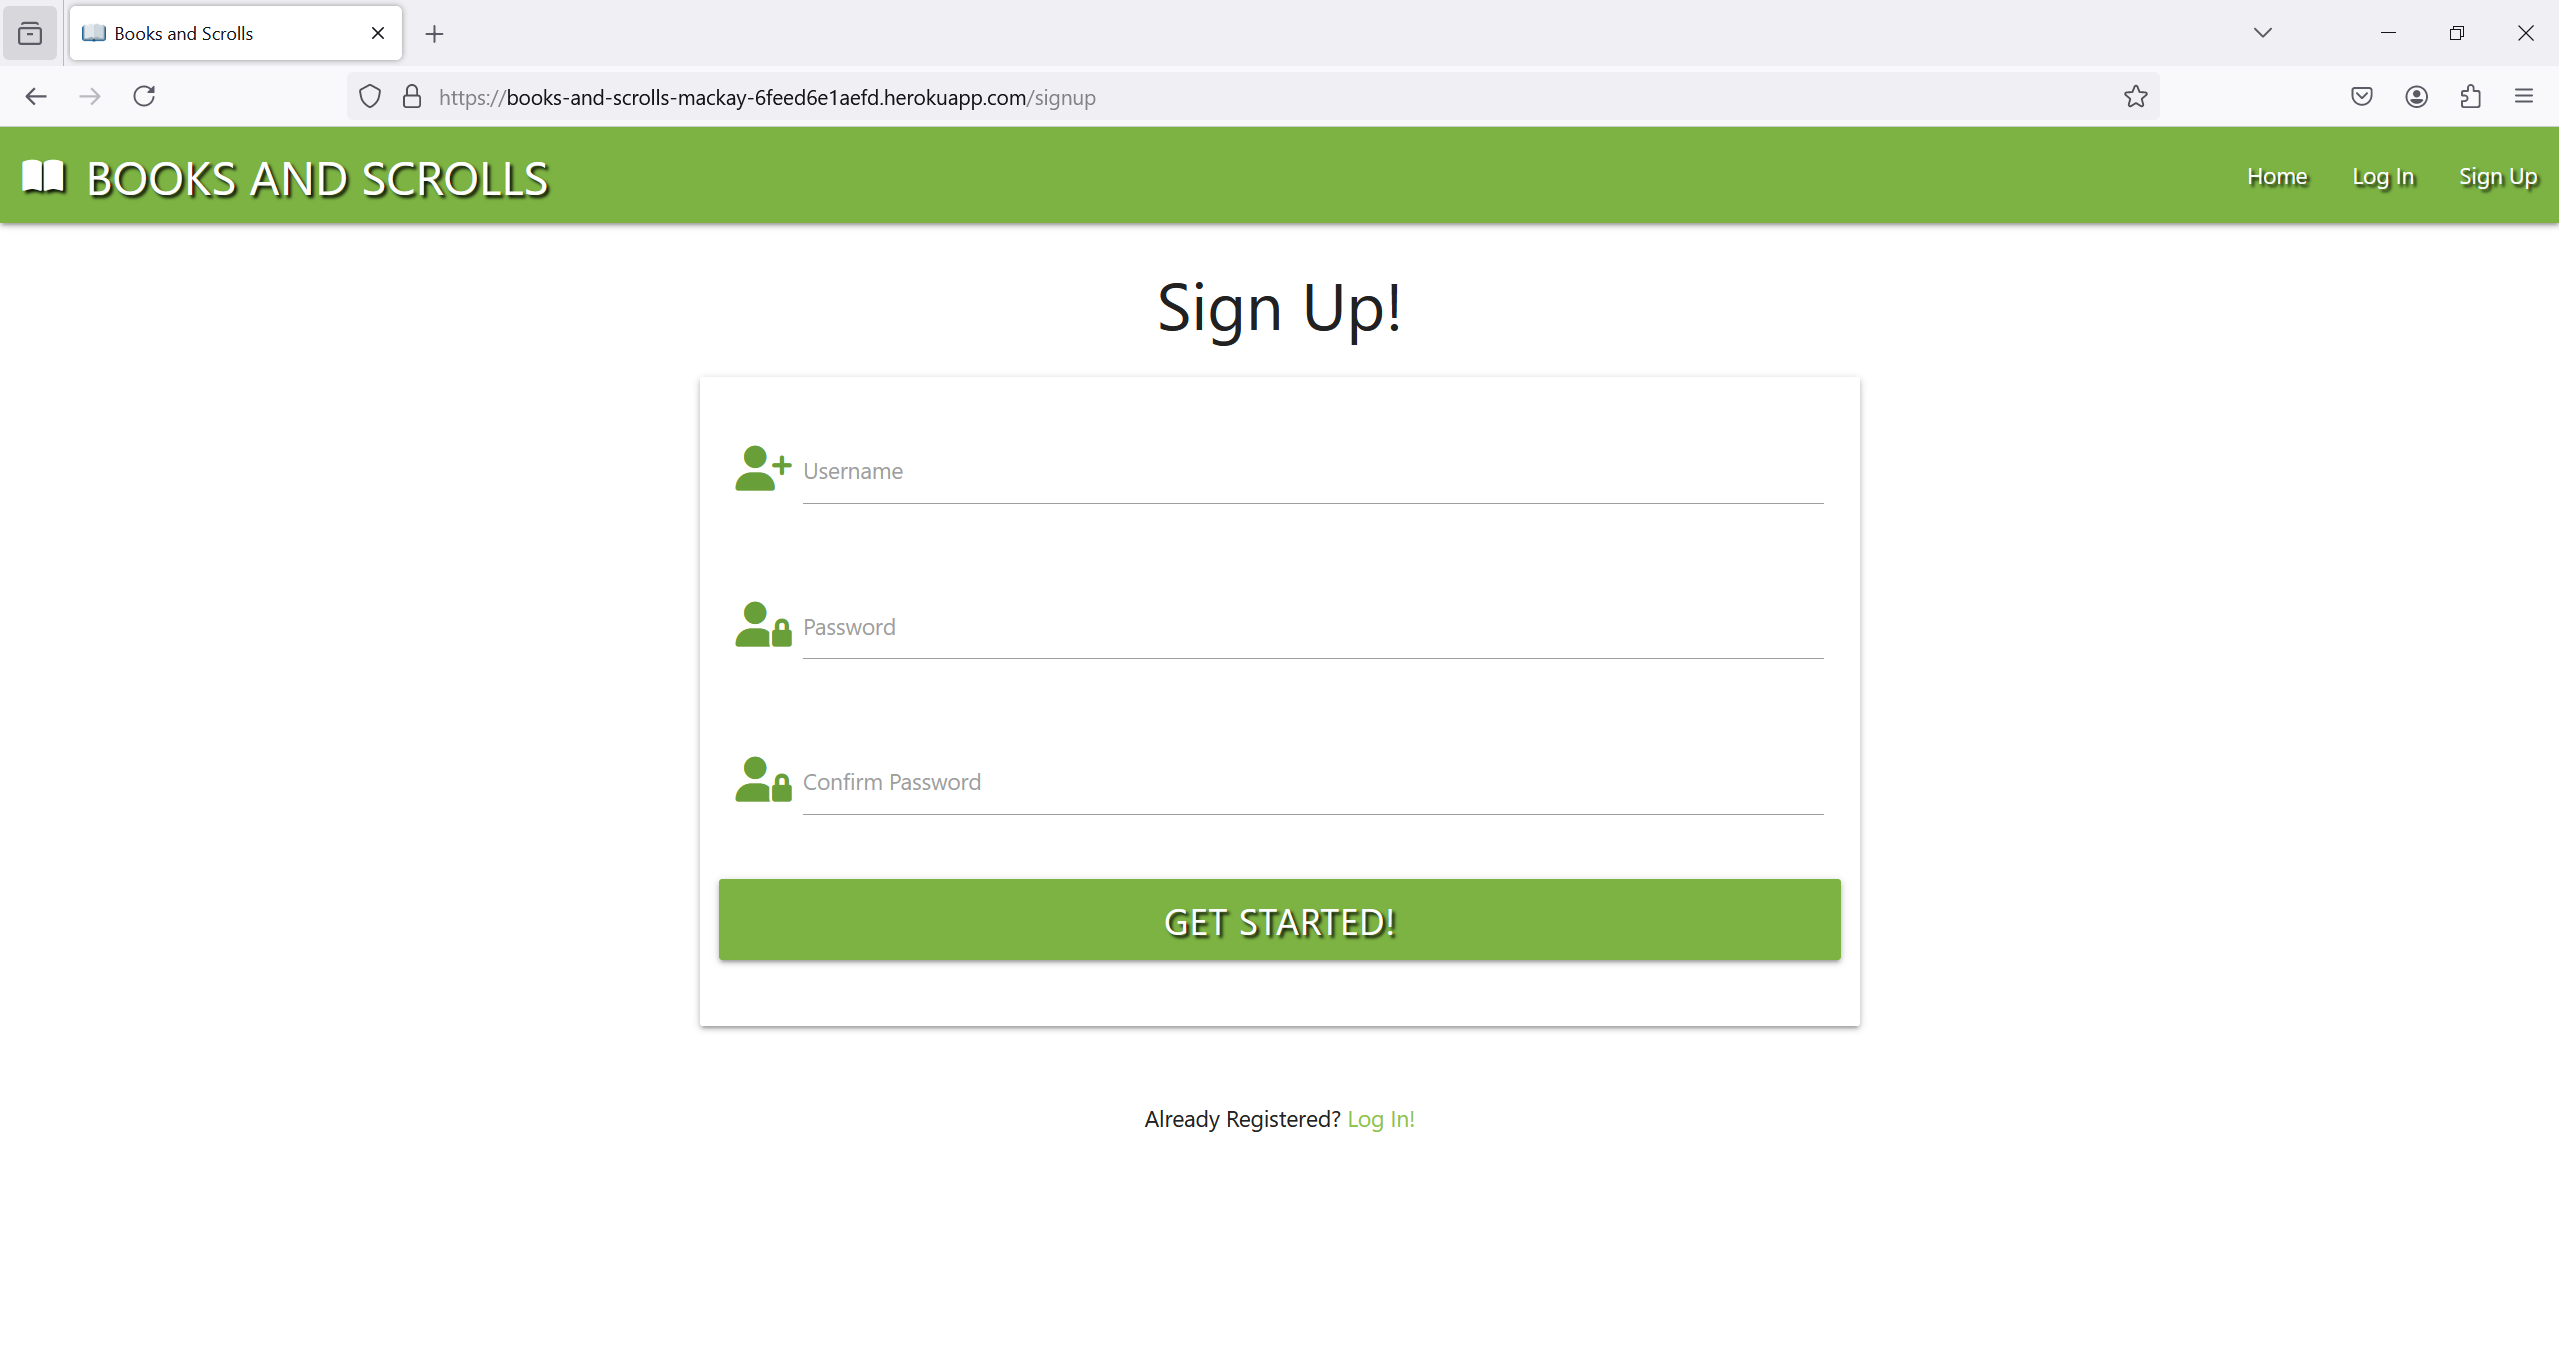 Books and Scrolls
https://books-and-scrolls-mackay-6feed6e1aefd.herokuapp.com/signup
BOOKS AND SCROLLS
Home
Log In
Sign Up
Sign Up!
Username
Password
Confirm Password
GET STARTED!
Already Registered? Log In!